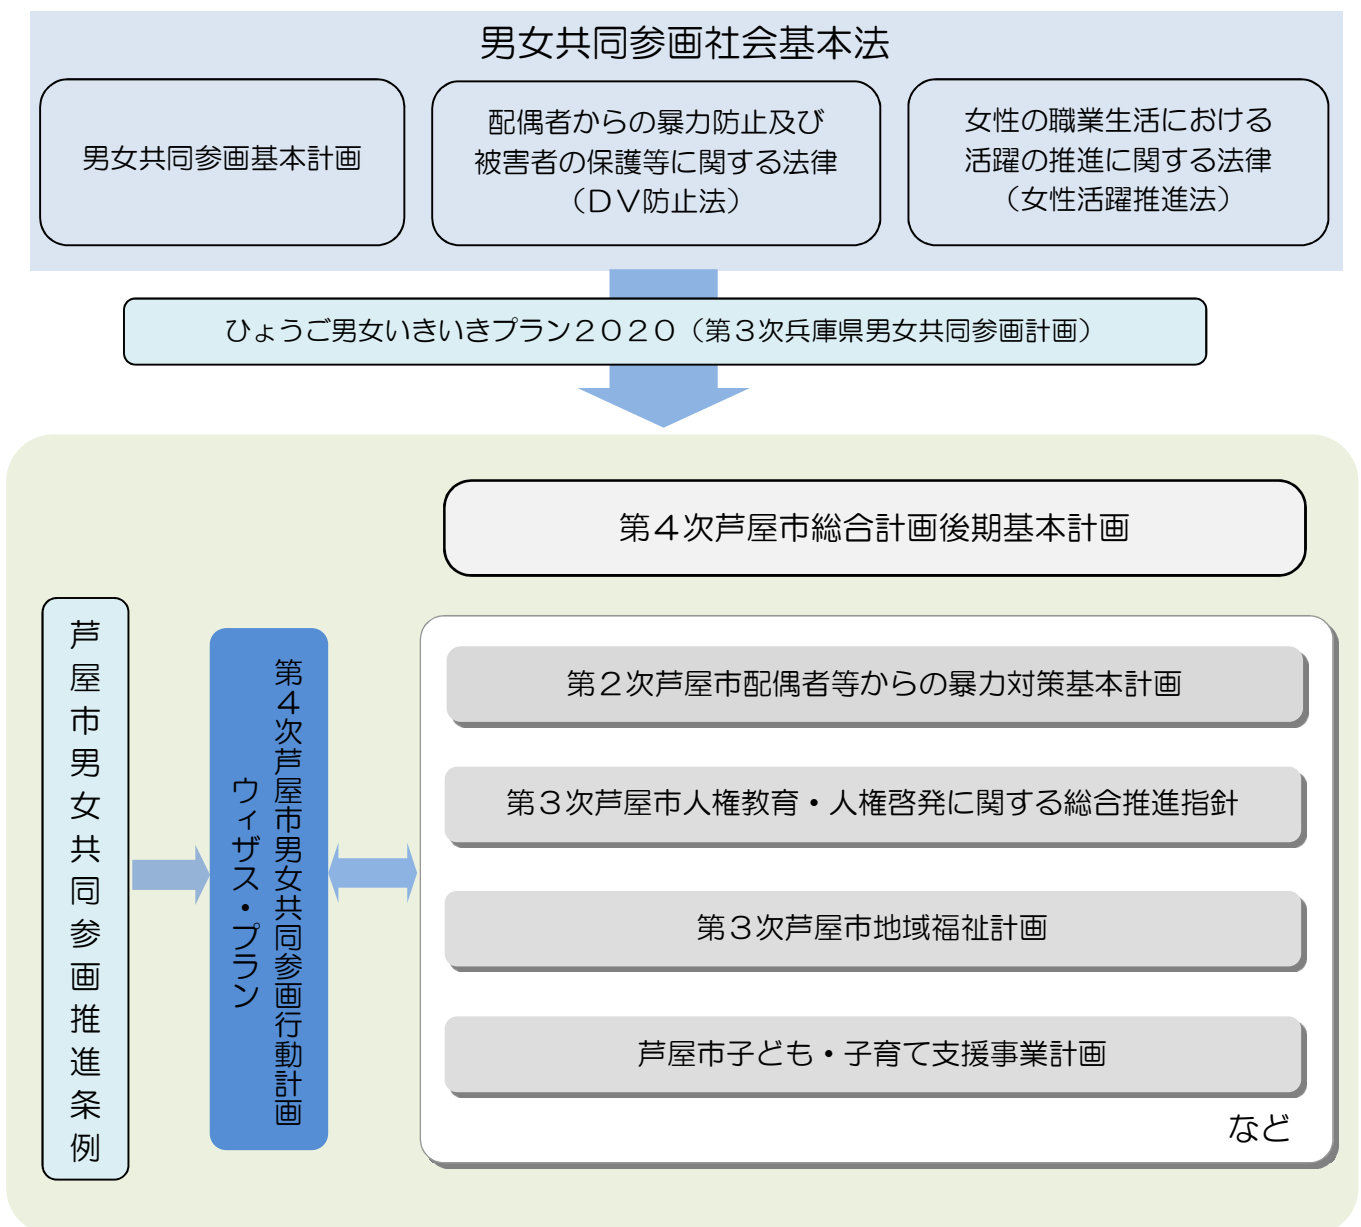 男女共同参画社会基本法
男女共同参画基本計画
配偶者からの暴力防止及び
被害者の保護等に関する法律
（ＤＶ防止法）
女性の職業生活における
活躍の推進に関する法律
（女性活躍推進法）
ひょうご男女いきいきプラン２０２０（第３次兵庫県男女共同参画計画）
第４次芦屋市総合計画後期基本計画
芦屋市男女共同参画推進条例
第４次芦屋市男女共同参画行動計画
ウィザス・プラン
第２次芦屋市配偶者等からの暴力対策基本計画
第３次芦屋市人権教育・人権啓発に関する総合推進指針
第３次芦屋市地域福祉計画
芦屋市子ども・子育て支援事業計画
など